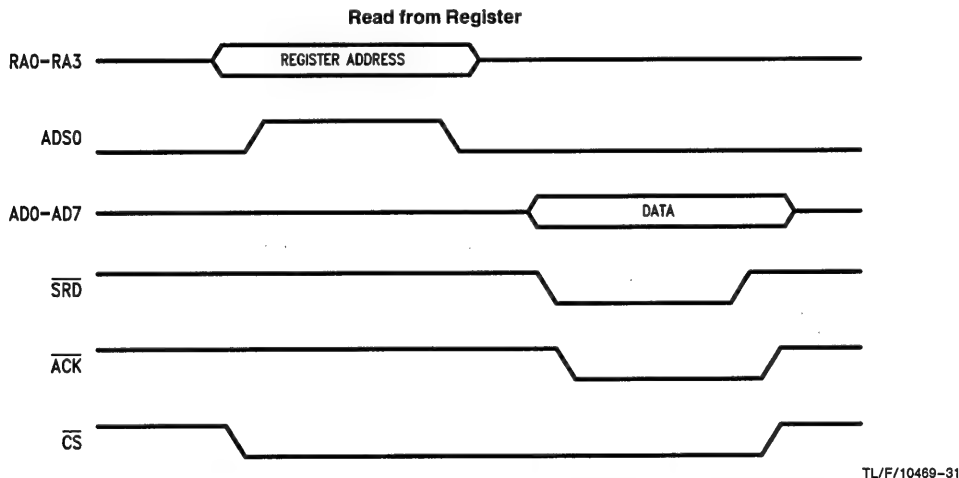 Read from Register
RA0–RA3
REGISTER ADDRESS
ADS0
AD0–AD7
DATA
SRD
ACK
CS
TL/F/10469–31